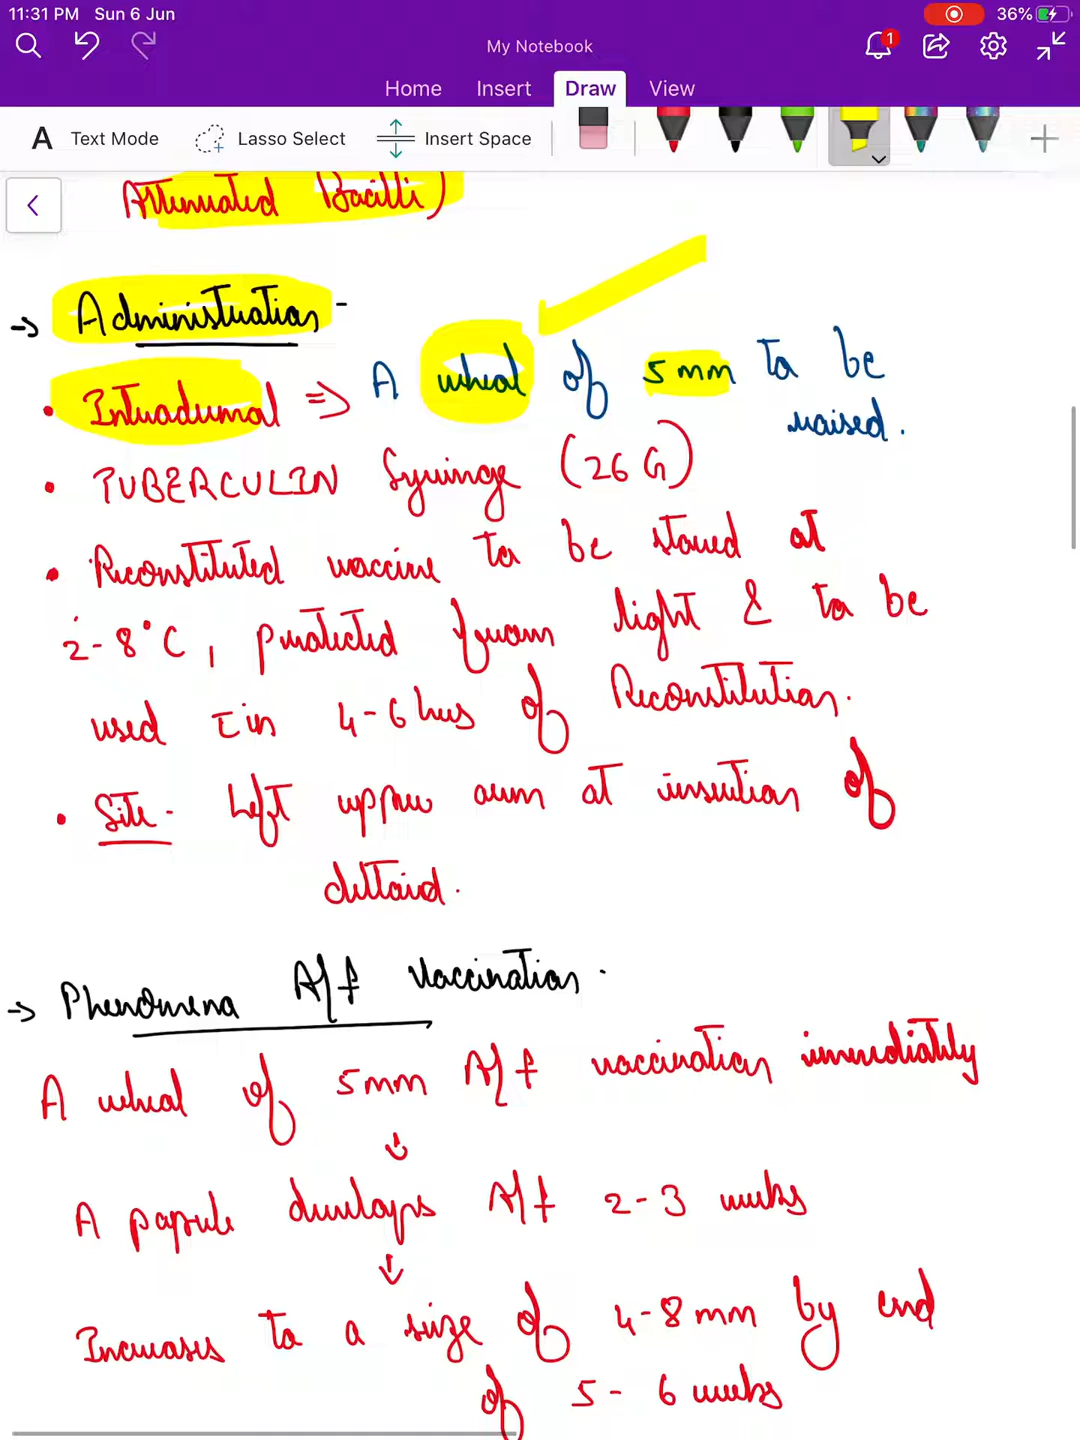 11:31 PM Sun 6 Jun 36%
My Notebook 1
Home Insert Draw View
A Text Mode Lasso Select Insert Space
Attenuated Bacilli)
→ Administration -
• Intradermal ⇒ A wheal of 5 mm to be
raised.
• TUBERCULIN Syringe (26 G)
• Reconstituted vaccine to be stored at
2-8°C, protected from light & to be
used τ in 4-6 hrs of Reconstitution.
• Site - Left upper arm at insertion of
deltoid.
→ Phenomena A/f Vaccination.
A wheal of 5mm A/f vaccination immediately
↓
A papule develops A/f 2-3 weeks
↓
Increases to a size of 4-8 mm by end
of 5-6 weeks